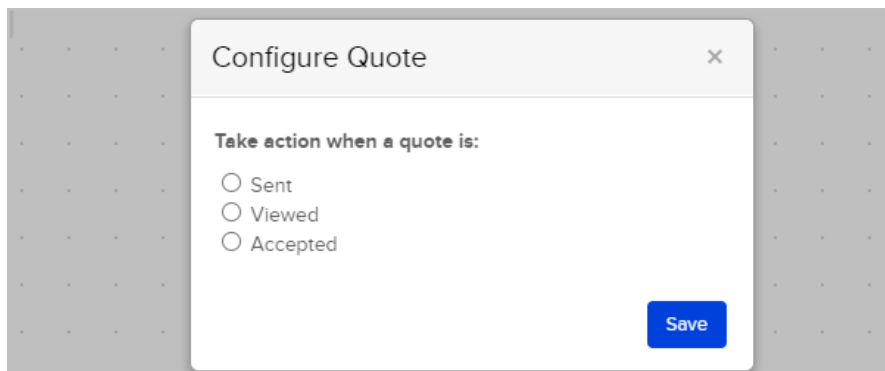 Configure Quote ×
Take action when a quote is:
Sent
Viewed
Accepted
Save